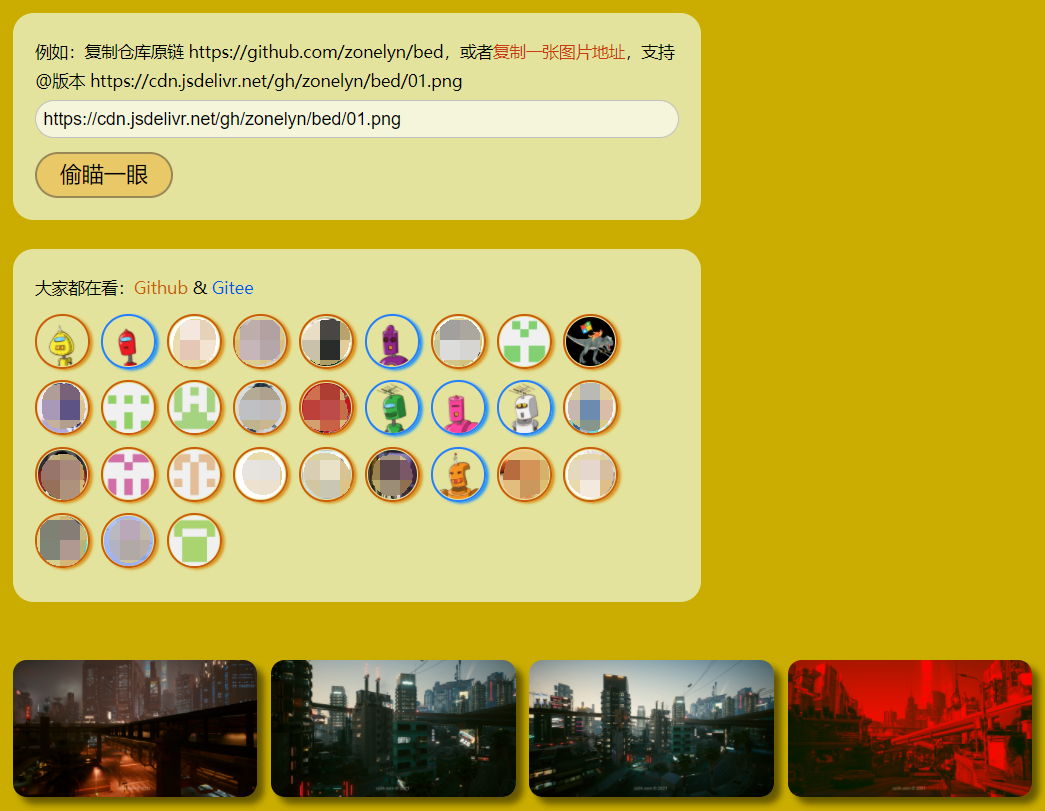 例如：复制仓库原链 https://github.com/zonelyn/bed，或者复制一张图片地址，支持
@版本 https://cdn.jsdelivr.net/gh/zonelyn/bed/01.png
https://cdn.jsdelivr.net/gh/zonelyn/bed/01.png
偷瞄一眼
大家都在看：Github & Gitee